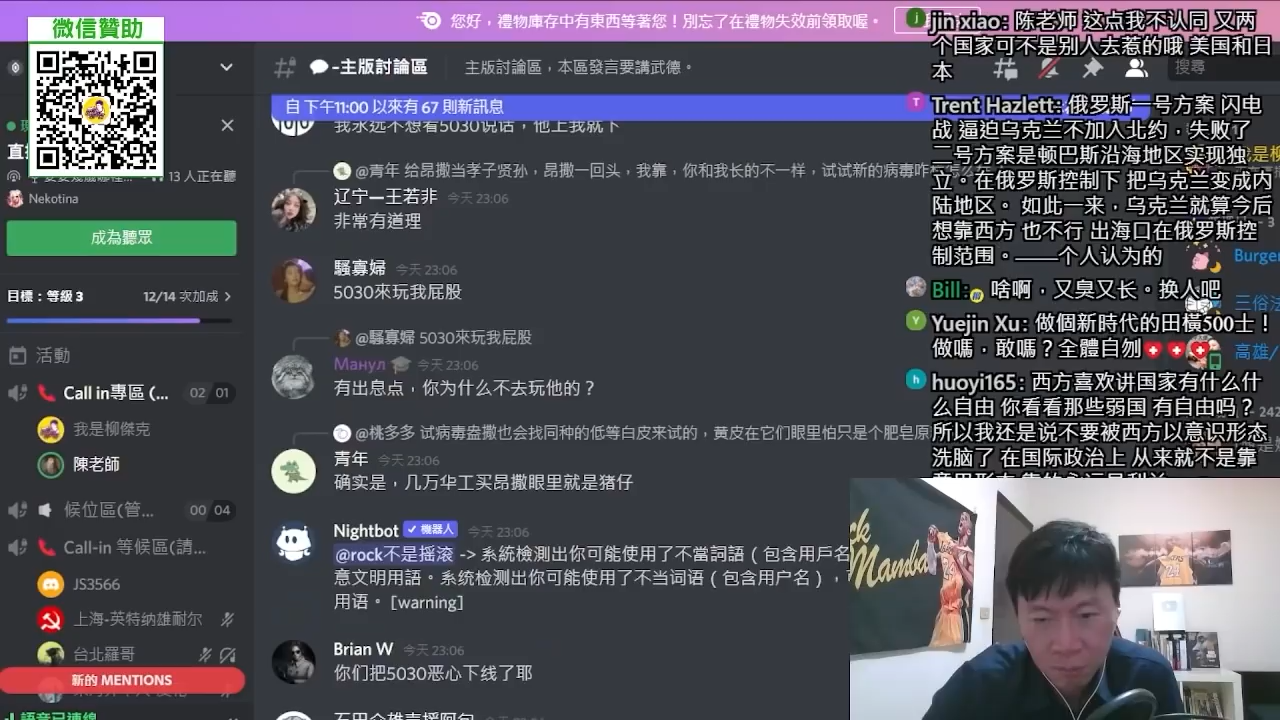 微信贊助
您好，禮物庫存中有東西等著您！別忘了在禮物失效前領取喔。
-主版討論區
主版討論區，本區發言要講武德。
搜尋
自 下午11:00 以來有 67 則新訊息
我永远不想看5030说话，他上我就下
13 人正在聽
Nekotina
成為聽眾
目標：等級 3
12/14 次加成
活動
Call in專區 (...
02 01
我是柳傑克
陳老師
候位區(管...
00 04
Call-in 等候區(請...
JS3566
上海-英特纳雄耐尔
台北羅哥
新的 MENTIONS
語音已連線
@青年 给昂撒当孝子贤孙，昂撒一回头，我靠，你和我长的不一样，试试新的病毒咋
辽宁—王若非 今天 23:06
非常有道理
騷寡婦 今天 23:06
5030來玩我屁股
@騷寡婦 5030來玩我屁股
Манул 今天 23:06
有出息点，你为什么不去玩他的？
@桃多多 试病毒盎撒也会找同种的低等白皮来试的，黄皮在它们眼里怕只是个肥皂原
青年 今天 23:06
确实是，几万华工买昂撒眼里就是猪仔
Nightbot 機器人 今天 23:06
@rock不是摇滚 -> 系統檢測出你可能使用了不當詞語（包含用戶名
意文明用語。系统检测出你可能使用了不当词语（包含用户名），
用语。 [warning]
Brian W 今天 23:06
你们把5030恶心下线了耶
jin xiao: 陈老师 这点我不认同 又两
个国家可不是别人去惹的哦 美国和日
本
Trent Hazlett: 俄罗斯一号方案 闪电
战 逼迫乌克兰不加入北约，失败了
二号方案是顿巴斯沿海地区实现独
立。在俄罗斯控制下 把乌克兰变成内
陆地区。 如此一来，乌克兰就算今后
想靠西方 也不行 出海口在俄罗斯控
制范围。——个人认为的
Burger
Bill: 啥啊，又臭又长。换人吧
三俗法
Yuejin Xu: 做個新時代的田橫500士！
做嗎，敢嗎？全體自刎
高雄/
huoyi165: 西方喜欢讲国家有什么什
么自由 你看看那些弱国 有自由吗？
所以我还是说不要被西方以意识形态
洗脑了 在国际政治上 从来就不是靠
Mamba
24